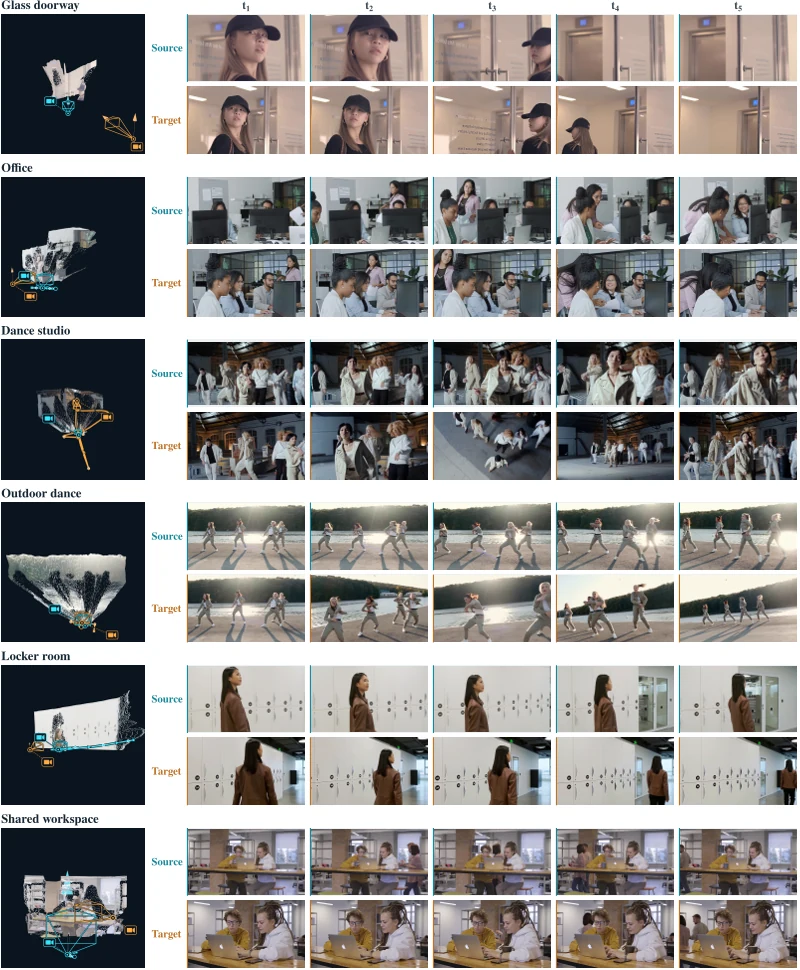 Glass doorway
t1 t2 t3 t4 t5
Source
Target
Office
Source
Target
Dance studio
Source
Target
Outdoor dance
Source
Target
Locker room
Source
Target
Shared workspace
Source
Target